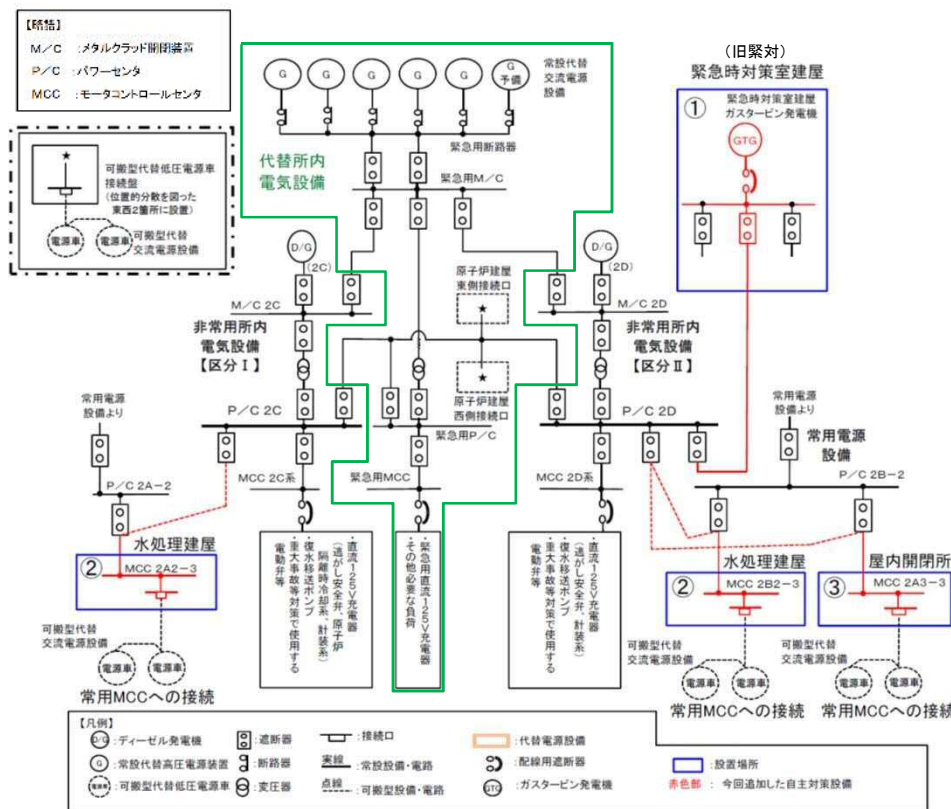 【略語】
M/C :メタルクラッド開閉装置
P/C :パワーセンタ
MCC :モータコントロールセンタ
可搬型代替低圧電源車
接続盤
(位置的分散を図った
東西2箇所に設置)
電源車
電源車
可搬型代替
交流電源設備
G
G
G
G
G
G
予備
常設代替
交流電源
設備
緊急用断路器
代替所内
電気設備
緊急用M/C
(旧緊対)
緊急時対策室建屋
①
緊急時対策室建屋
ガスタービン発電機
GTG
D/G
(2C)
D/G
(2D)
原子炉建屋
東側接続口
M/C 2C
M/C 2D
非常用所内
電気設備
【区分Ⅰ】
非常用所内
電気設備
【区分Ⅱ】
原子炉建屋
西側接続口
常用電源
設備より
P/C 2C
P/C 2D
常用電源
設備より
常用電源
設備
緊急用P/C
MCC 2C系
緊急用MCC
MCC 2D系
P/C 2A-2
P/C 2B-2
水処理建屋
②
MCC 2A2-3
可搬型代替
交流電源設備
電源車
電源車
常用MCCへの接続
・直流125V充電器
(逃がし安全弁、原子炉
隔離時冷却系、計装系)
・復水移送ポンプ
・重大事故等対策で使用する
電動弁等
・緊急用直流125V充電器
・その他必要な負荷
・直流125V充電器
(逃がし安全弁、計装系)
・復水移送ポンプ
・重大事故等対策で使用する
電動弁等
水処理建屋
②
MCC 2B2-3
可搬型代替
交流電源設備
電源車
電源車
常用MCCへの接続
屋内開閉所
③
MCC 2A3-3
可搬型代替
交流電源設備
電源車
電源車
常用MCCへの接続
【凡例】
D/G :ディーゼル発電機
:遮断器
:接続口
:代替電源設備
G :常設代替高圧電源装置
:断路器
実線 :常設設備・電路
:配線用遮断器
:設置場所
電源車 :可搬型代替低圧電源車
:変圧器
点線 :可搬型設備・電路
GTG :ガスタービン発電機
赤色部 : 今回追加した自主対策設備